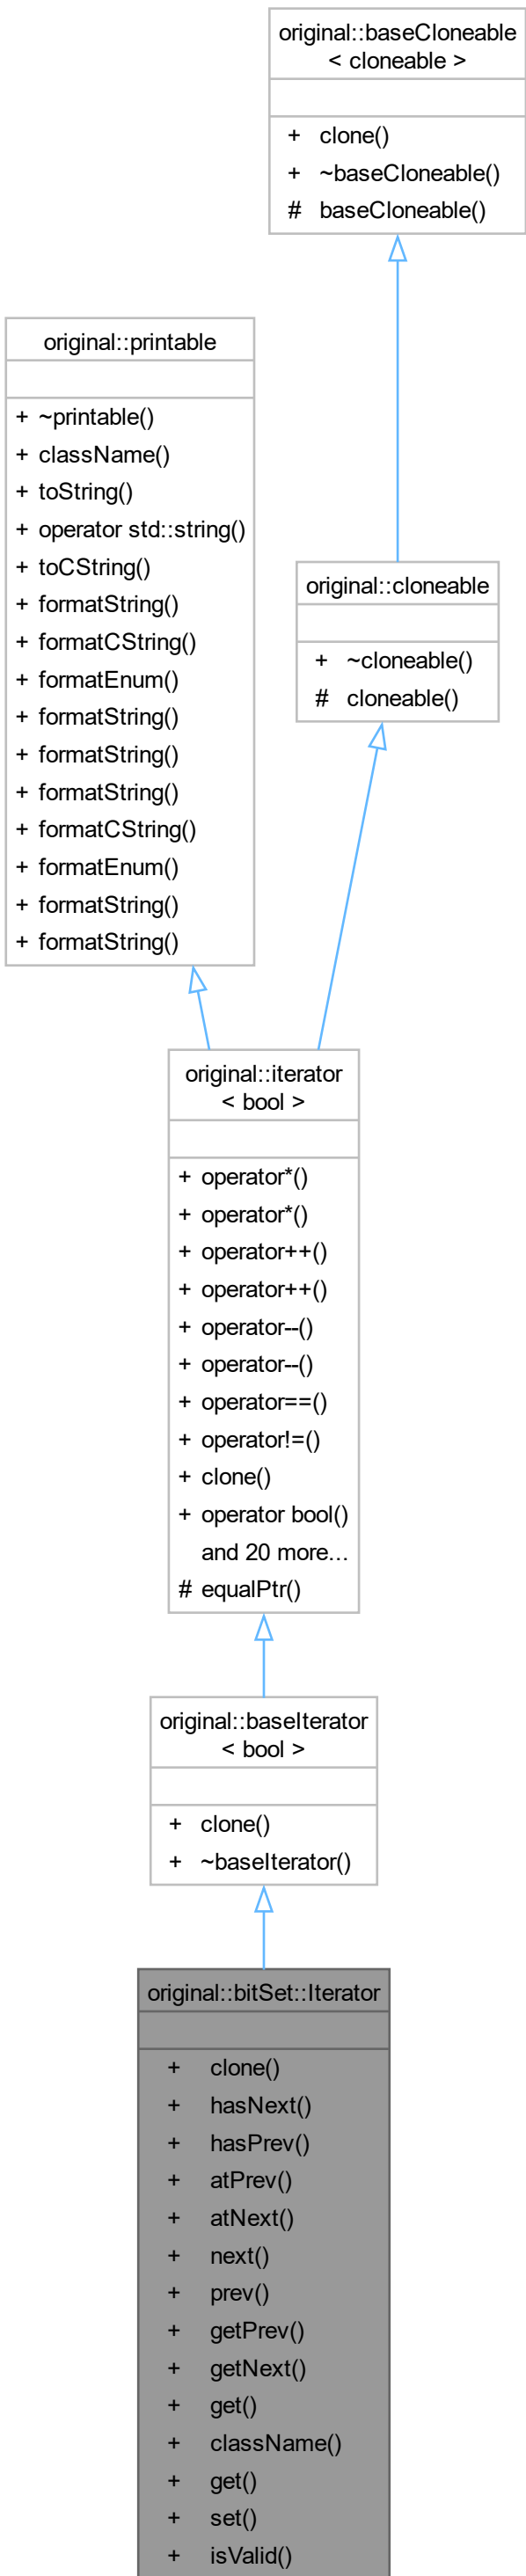 original::baseCloneable
< cloneable >
+ clone()
+ ~baseCloneable()
# baseCloneable()
original::printable
+ ~printable()
+ className()
+ toString()
+ operator std::string()
+ toCString()
+ formatString()
+ formatCString()
+ formatEnum()
+ formatString()
+ formatString()
+ formatString()
+ formatCString()
+ formatEnum()
+ formatString()
+ formatString()
original::cloneable
+ ~cloneable()
# cloneable()
original::iterator
< bool >
+ operator*()
+ operator*()
+ operator++()
+ operator++()
+ operator--()
+ operator--()
+ operator==()
+ operator!=()
+ clone()
+ operator bool()
and 20 more...
# equalPtr()
original::baseIterator
< bool >
+ clone()
+ ~baseIterator()
original::bitSet::Iterator
+ clone()
+ hasNext()
+ hasPrev()
+ atPrev()
+ atNext()
+ next()
+ prev()
+ getPrev()
+ getNext()
+ get()
+ className()
+ get()
+ set()
+ isValid()